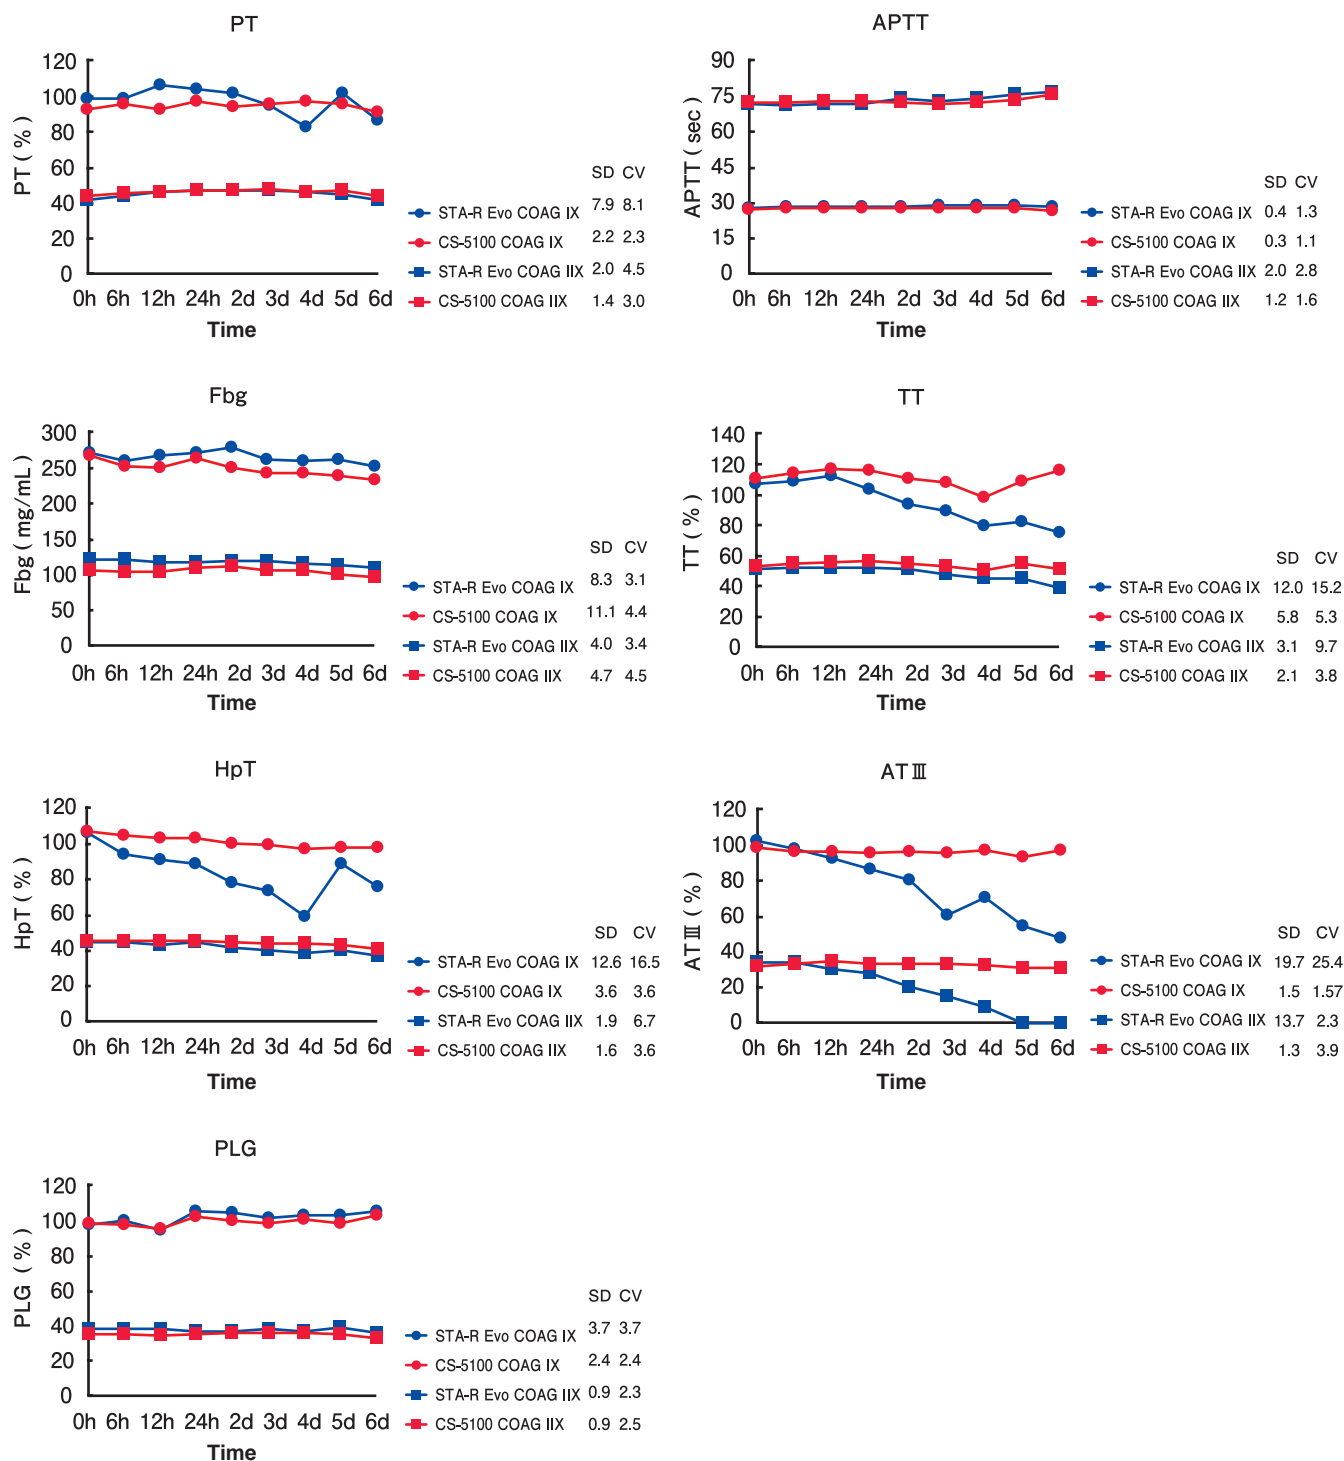 PT
120
100
80
60
40
20
0
PT (%)
0h 6h 12h 24h 2d 3d 4d 5d 6d
Time
SD CV
STA-R Evo COAG IX 7.9 8.1
CS-5100 COAG IX 2.2 2.3
STA-R Evo COAG IIX 2.0 4.5
CS-5100 COAG IIX 1.4 3.0
APTT
90
75
60
45
30
15
0
APTT (sec)
0h 6h 12h 24h 2d 3d 4d 5d 6d
Time
SD CV
STA-R Evo COAG IX 0.4 1.3
CS-5100 COAG IX 0.3 1.1
STA-R Evo COAG IIX 2.0 2.8
CS-5100 COAG IIX 1.2 1.6
Fbg
300
250
200
150
100
50
0
Fbg (mg/mL)
0h 6h 12h 24h 2d 3d 4d 5d 6d
Time
SD CV
STA-R Evo COAG IX 8.3 3.1
CS-5100 COAG IX 11.1 4.4
STA-R Evo COAG IIX 4.0 3.4
CS-5100 COAG IIX 4.7 4.5
TT
140
120
100
80
60
40
20
0
TT (%)
0h 6h 12h 24h 2d 3d 4d 5d 6d
Time
SD CV
STA-R Evo COAG IX 12.0 15.2
CS-5100 COAG IX 5.8 5.3
STA-R Evo COAG IIX 3.1 9.7
CS-5100 COAG IIX 2.1 3.8
HpT
120
100
80
60
40
20
0
HpT (%)
0h 6h 12h 24h 2d 3d 4d 5d 6d
Time
SD CV
STA-R Evo COAG IX 12.6 16.5
CS-5100 COAG IX 3.6 3.6
STA-R Evo COAG IIX 1.9 6.7
CS-5100 COAG IIX 1.6 3.6
AT Ⅲ
120
100
80
60
40
20
0
AT Ⅲ (%)
0h 6h 12h 24h 2d 3d 4d 5d 6d
Time
SD CV
STA-R Evo COAG IX 19.7 25.4
CS-5100 COAG IX 1.5 1.57
STA-R Evo COAG IIX 13.7 2.3
CS-5100 COAG IIX 1.3 3.9
PLG
120
100
80
60
40
20
0
PLG (%)
0h 6h 12h 24h 2d 3d 4d 5d 6d
Time
SD CV
STA-R Evo COAG IX 3.7 3.7
CS-5100 COAG IX 2.4 2.4
STA-R Evo COAG IIX 0.9 2.3
CS-5100 COAG IIX 0.9 2.5